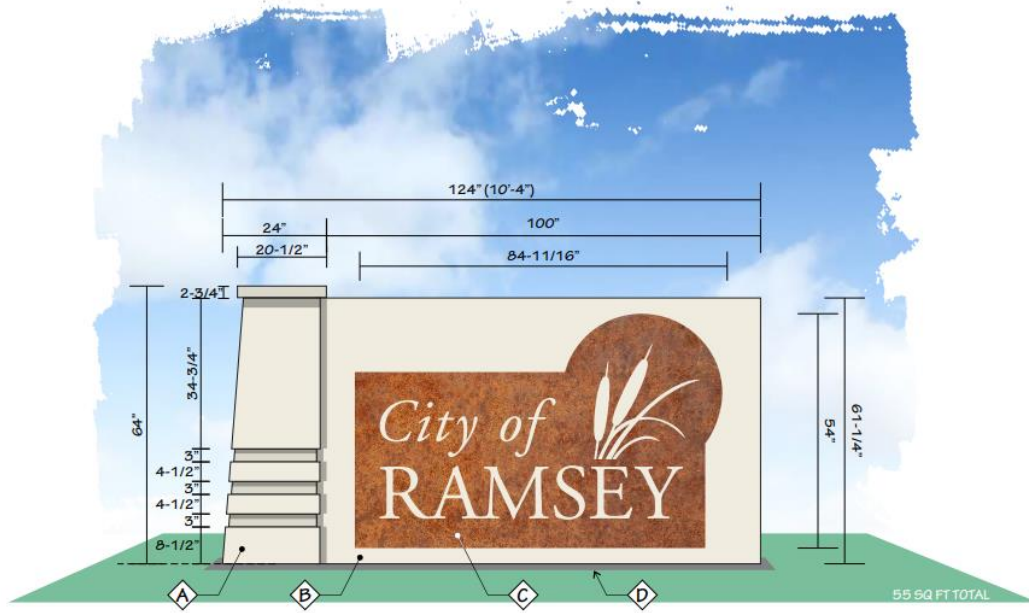 124" (10'-4")
24"
100"
20-1/2"
84-11/16"
2-3/4"
34-3/4"
64"
3"
4-1/2"
3"
4-1/2"
3"
8-1/2"
54"
61-1/4"
City of
RAMSEY
A
B
C
D
55 SQ FT TOTAL